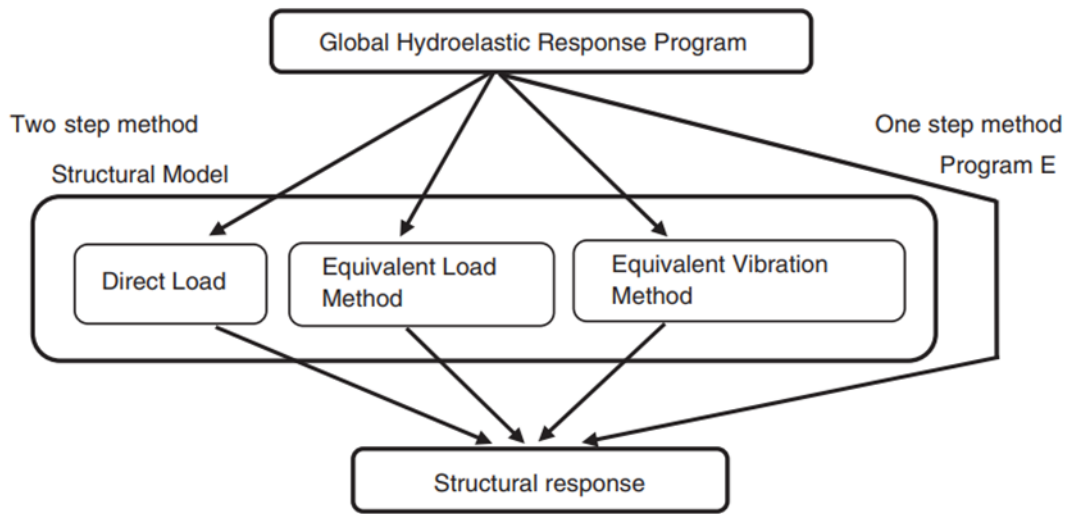 Global Hydroelastic Response Program
Two step method
One step method
Program E
Structural Model
Direct Load
Equivalent Load
Method
Equivalent Vibration
Method
Structural response